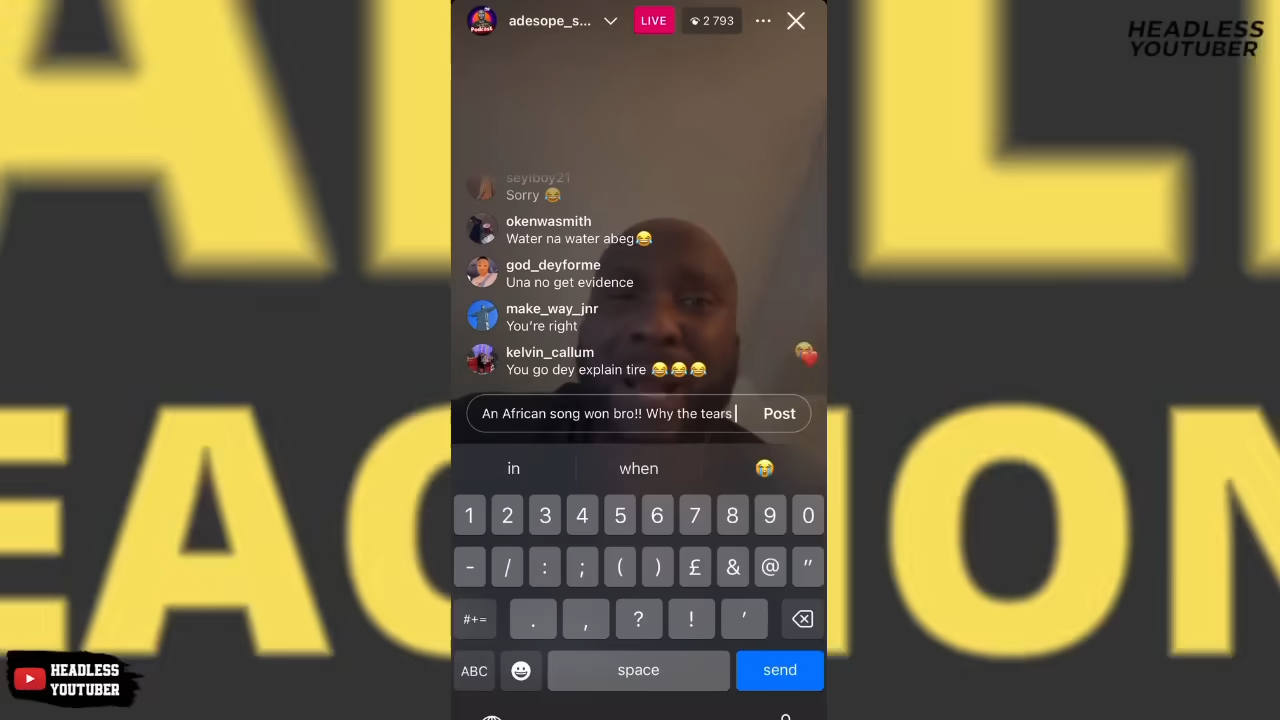 adesope_s...
LIVE
2 793
HEADLESS
YOUTUBER
seyiboy21
Sorry 😂
okenwasmith
Water na water abeg😂
god_deyforme
Una no get evidence
make_way_jnr
You’re right
kelvin_callum
You go dey explain tire 😂😂😂
An African song won bro!! Why the tears
Post
in when 😭
1 2 3 4 5 6 7 8 9 0
- / : ; ( ) £ & @ "
#+= . , ? ! '
ABC space send
HEADLESS
YOUTUBER